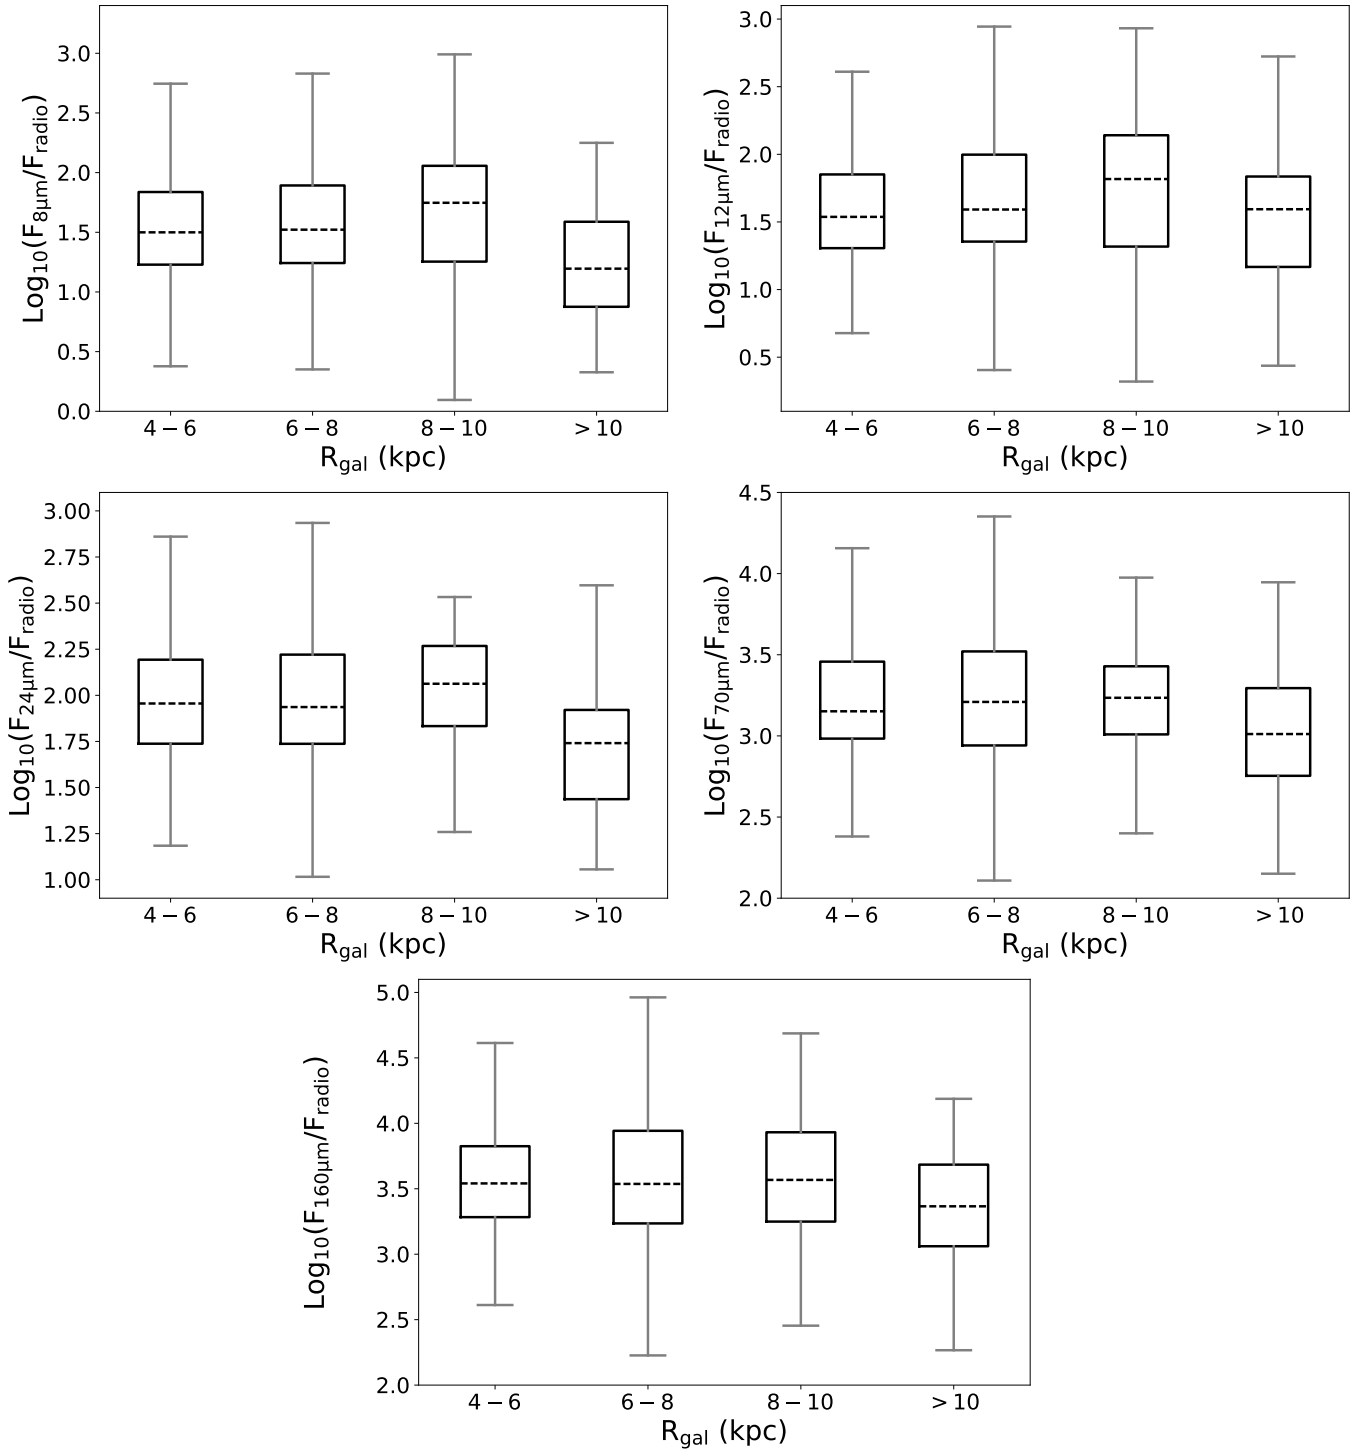 Log10(F8μm/Fradio)
3.0
2.5
2.0
1.5
1.0
0.5
0.0
4−6 6−8 8−10 >10
Rgal (kpc)
Log10(F12μm/Fradio)
3.0
2.5
2.0
1.5
1.0
0.5
4−6 6−8 8−10 >10
Rgal (kpc)
Log10(F24μm/Fradio)
3.00
2.75
2.50
2.25
2.00
1.75
1.50
1.25
1.00
4−6 6−8 8−10 >10
Rgal (kpc)
Log10(F70μm/Fradio)
4.5
4.0
3.5
3.0
2.5
2.0
4−6 6−8 8−10 >10
Rgal (kpc)
Log10(F160μm/Fradio)
5.0
4.5
4.0
3.5
3.0
2.5
2.0
4−6 6−8 8−10 >10
Rgal (kpc)